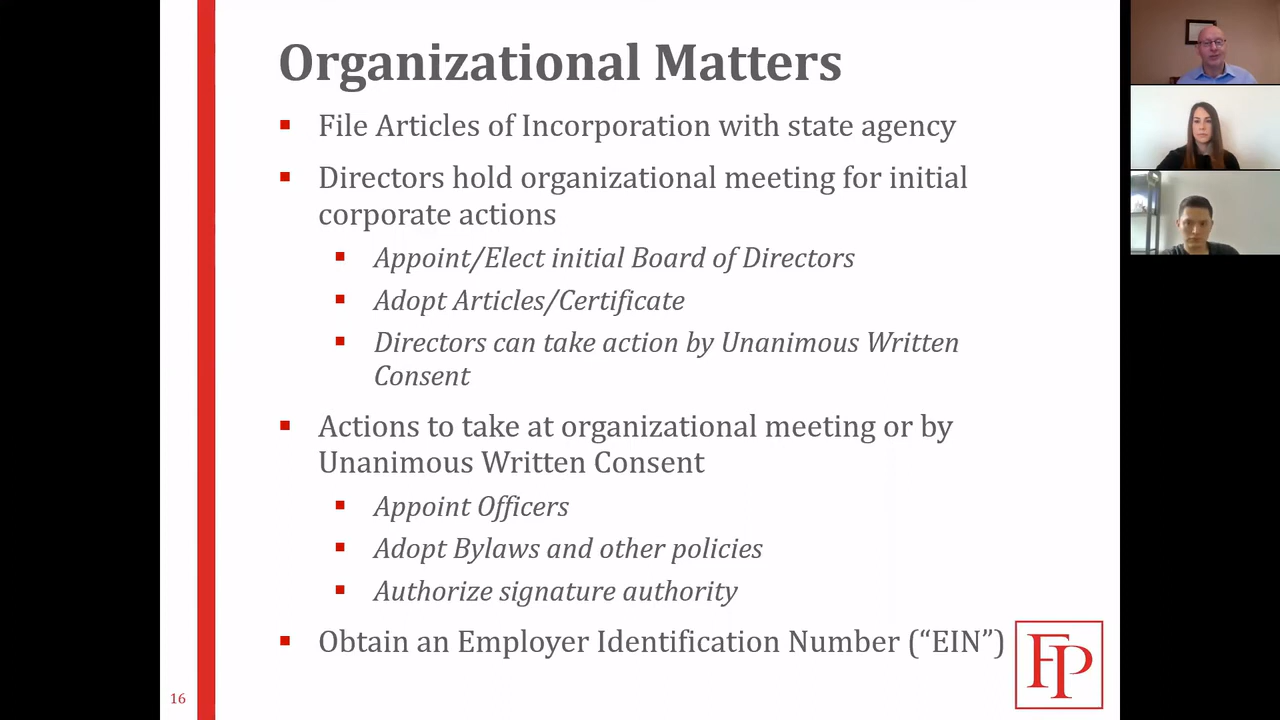 Organizational Matters
▪ File Articles of Incorporation with state agency
▪ Directors hold organizational meeting for initial
corporate actions
▪ Appoint/Elect initial Board of Directors
▪ Adopt Articles/Certificate
▪ Directors can take action by Unanimous Written
Consent
▪ Actions to take at organizational meeting or by
Unanimous Written Consent
▪ Appoint Officers
▪ Adopt Bylaws and other policies
▪ Authorize signature authority
▪ Obtain an Employer Identification Number (“EIN”)
FP
16